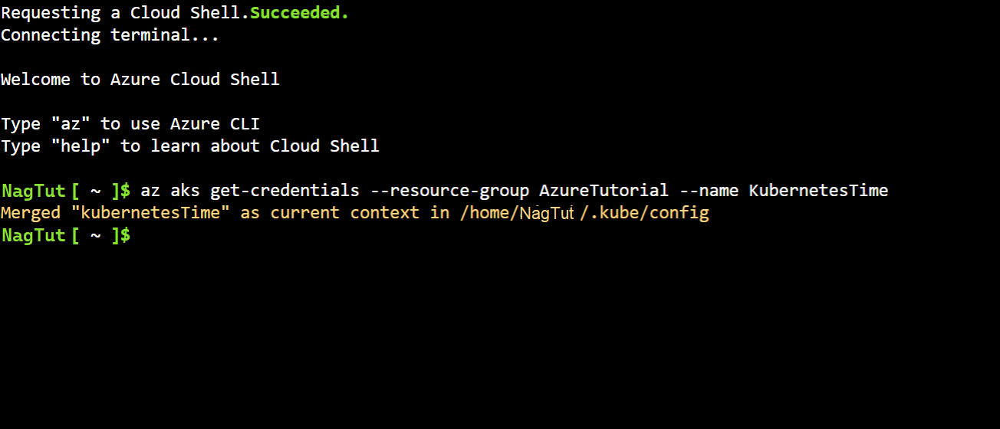 Requesting a Cloud Shell.Succeeded.
Connecting terminal...
Welcome to Azure Cloud Shell
Type "az" to use Azure CLI
Type "help" to learn about Cloud Shell
NagTut [ ~ ]$ az aks get-credentials --resource-group AzureTutorial --name KubernetesTime
Merged "kubernetesTime" as current context in /home/NagTut /.kube/config
NagTut [ ~ ]$